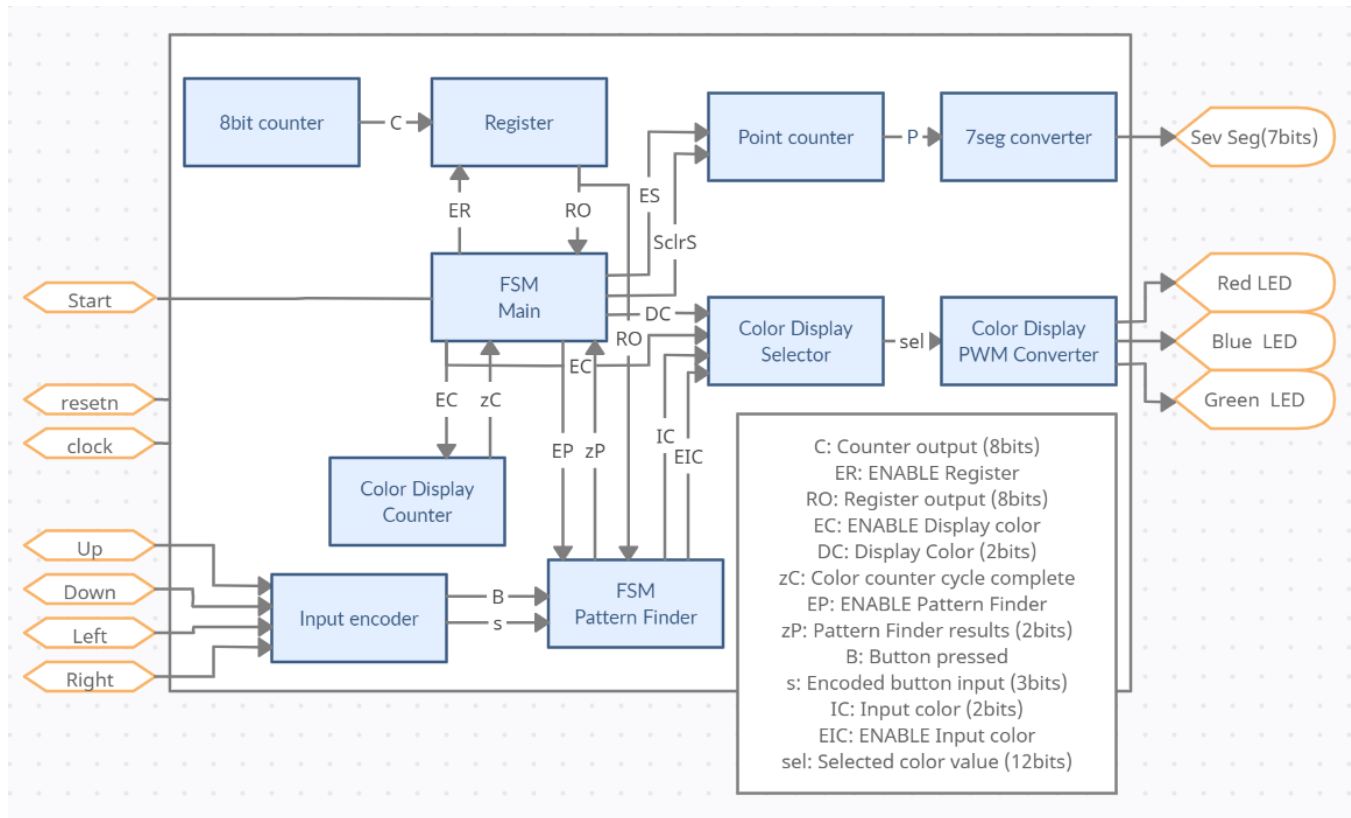 8bit counter
C
Register
Point counter
P
7seg converter
Sev Seg(7bits)
ER
RO
ES
SclrS
Start
FSM
Main
DC
RO
EC
Color Display
Selector
sel
Color Display
PWM Converter
Red LED
Blue LED
Green LED
resetn
clock
EC
zC
EP
zP
IC
EIC
Color Display
Counter
Up
Down
Left
Right
Input encoder
B
s
FSM
Pattern Finder
C: Counter output (8bits)
ER: ENABLE Register
RO: Register output (8bits)
EC: ENABLE Display color
DC: Display Color (2bits)
zC: Color counter cycle complete
EP: ENABLE Pattern Finder
zP: Pattern Finder results (2bits)
B: Button pressed
s: Encoded button input (3bits)
IC: Input color (2bits)
EIC: ENABLE Input color
sel: Selected color value (12bits)